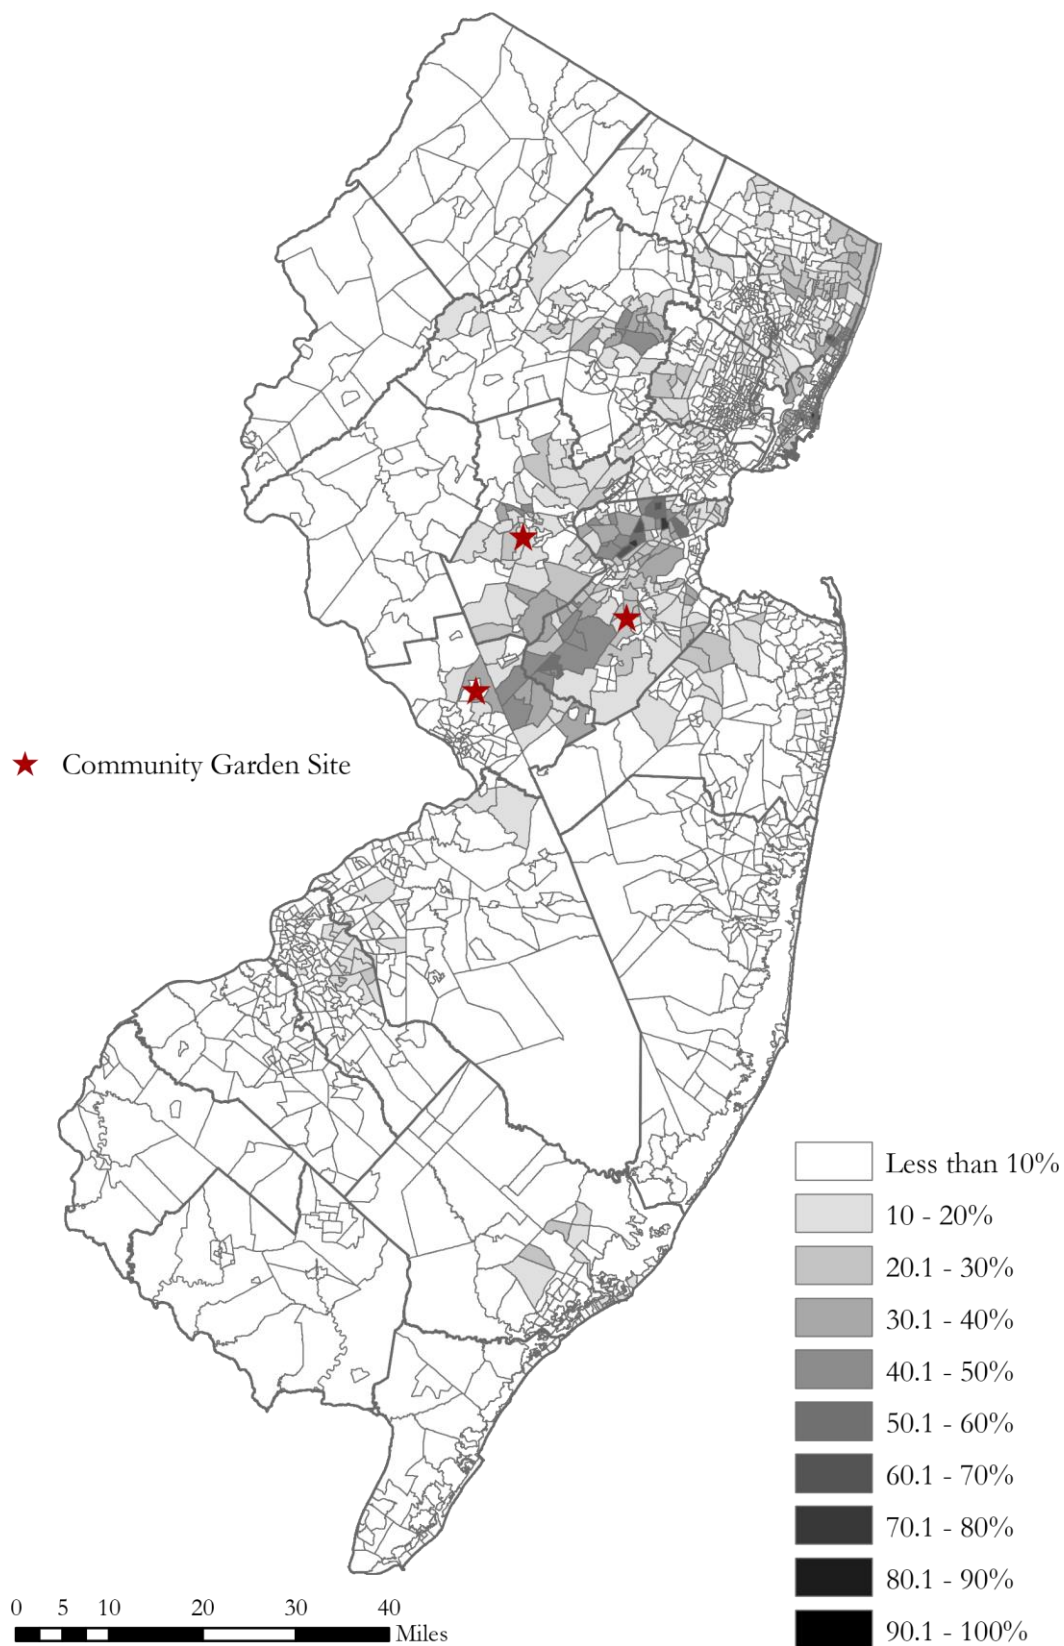 Community Garden Site
Less than 10%
10 - 20%
20.1 - 30%
30.1 - 40%
40.1 - 50%
50.1 - 60%
60.1 - 70%
70.1 - 80%
80.1 - 90%
90.1 - 100%
0 5 10 20 30 40
Miles